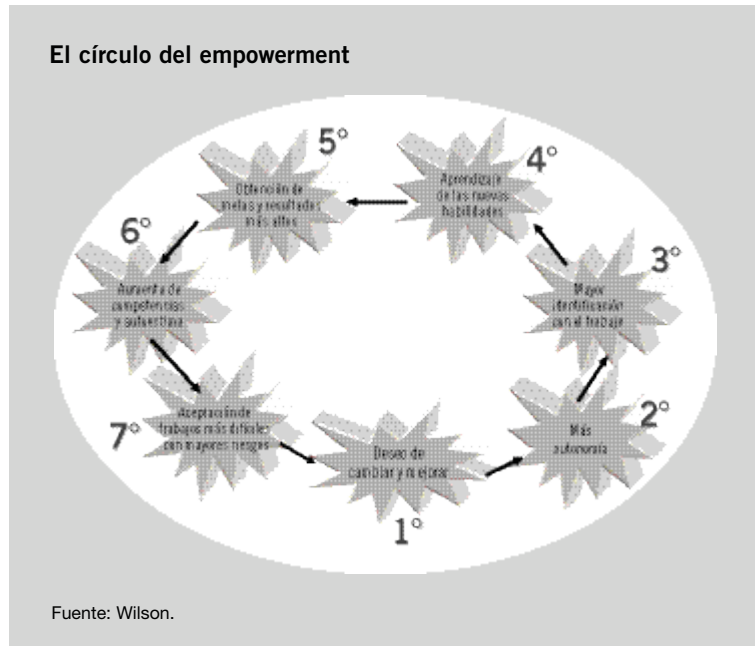 El círculo del empowerment
5°
Obtención de
metas y resultados
más altos
4°
Aprendizaje
de las nuevas
habilidades
6°
Aumento de
competencias
y autoestima
3°
Mayor
identificación
con el trabajo
7°
Aceptación de
trabajos más difíciles
con mayores riesgos
1°
Deseo de
cambiar y mejorar
2°
Más
autonomía
Fuente: Wilson.